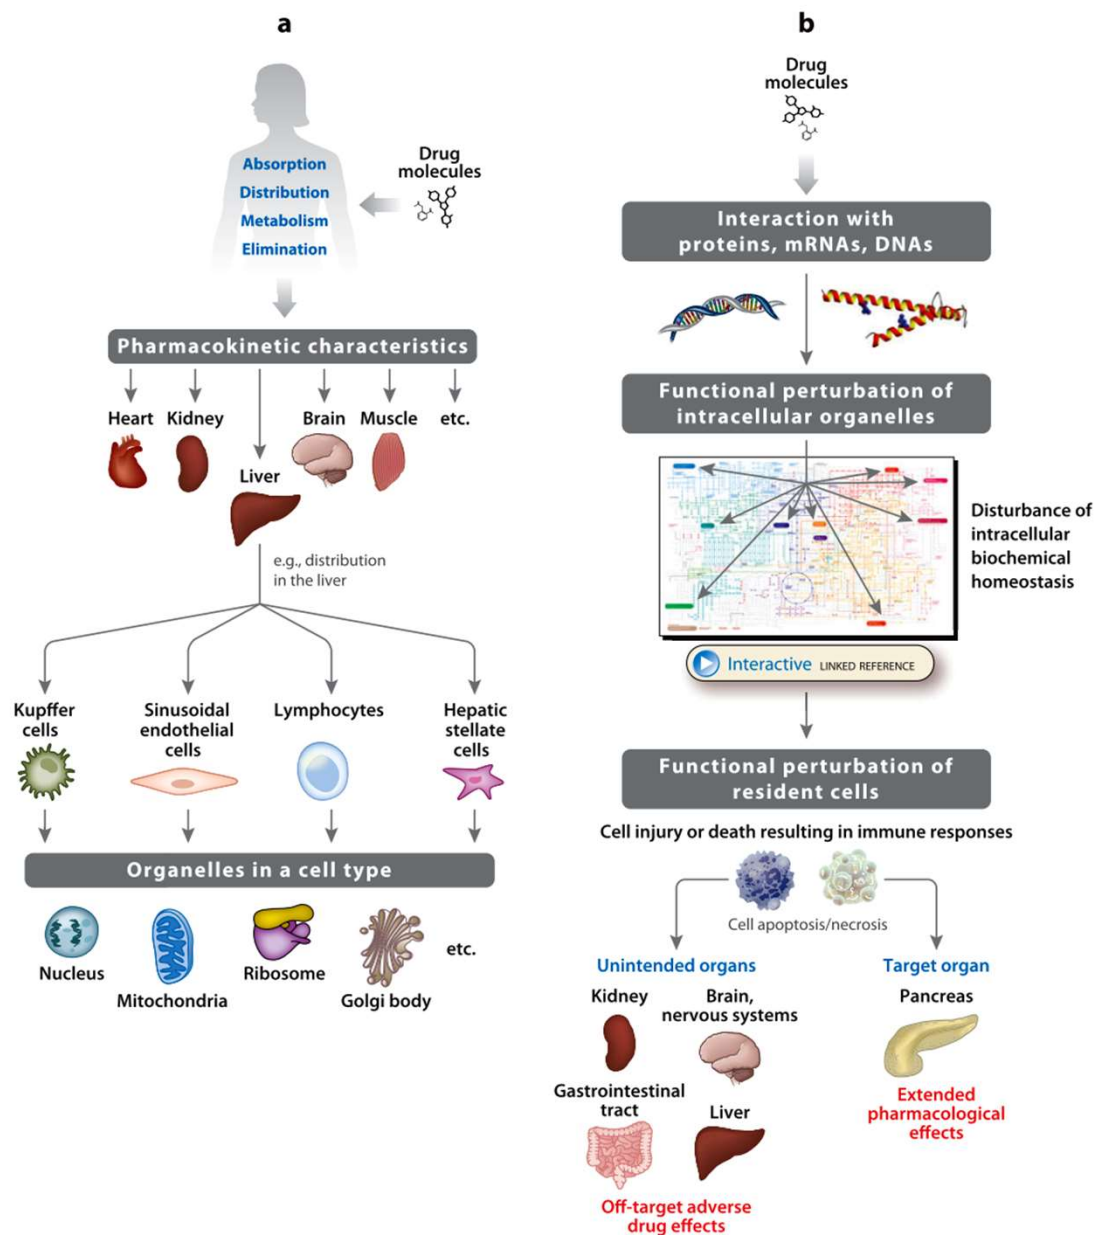 a
Drug
molecules
Absorption
Distribution
Metabolism
Elimination
Pharmacokinetic characteristics
Heart
Kidney
Liver
Brain
Muscle
etc.
e.g., distribution
in the liver
Kupffer
cells
Sinusoidal
endothelial
cells
Lymphocytes
Hepatic
stellate
cells
Organelles in a cell type
Nucleus
Mitochondria
Ribosome
Golgi body
etc.
b
Drug
molecules
Interaction with
proteins, mRNAs, DNAs
Functional perturbation of
intracellular organelles
Disturbance of
intracellular
biochemical
homeostasis
Interactive LINKED REFERENCE
Functional perturbation of
resident cells
Cell injury or death resulting in immune responses
Cell apoptosis/necrosis
Unintended organs
Kidney
Brain,
nervous systems
Gastrointestinal
tract
Liver
Off-target adverse
drug effects
Target organ
Pancreas
Extended
pharmacological
effects